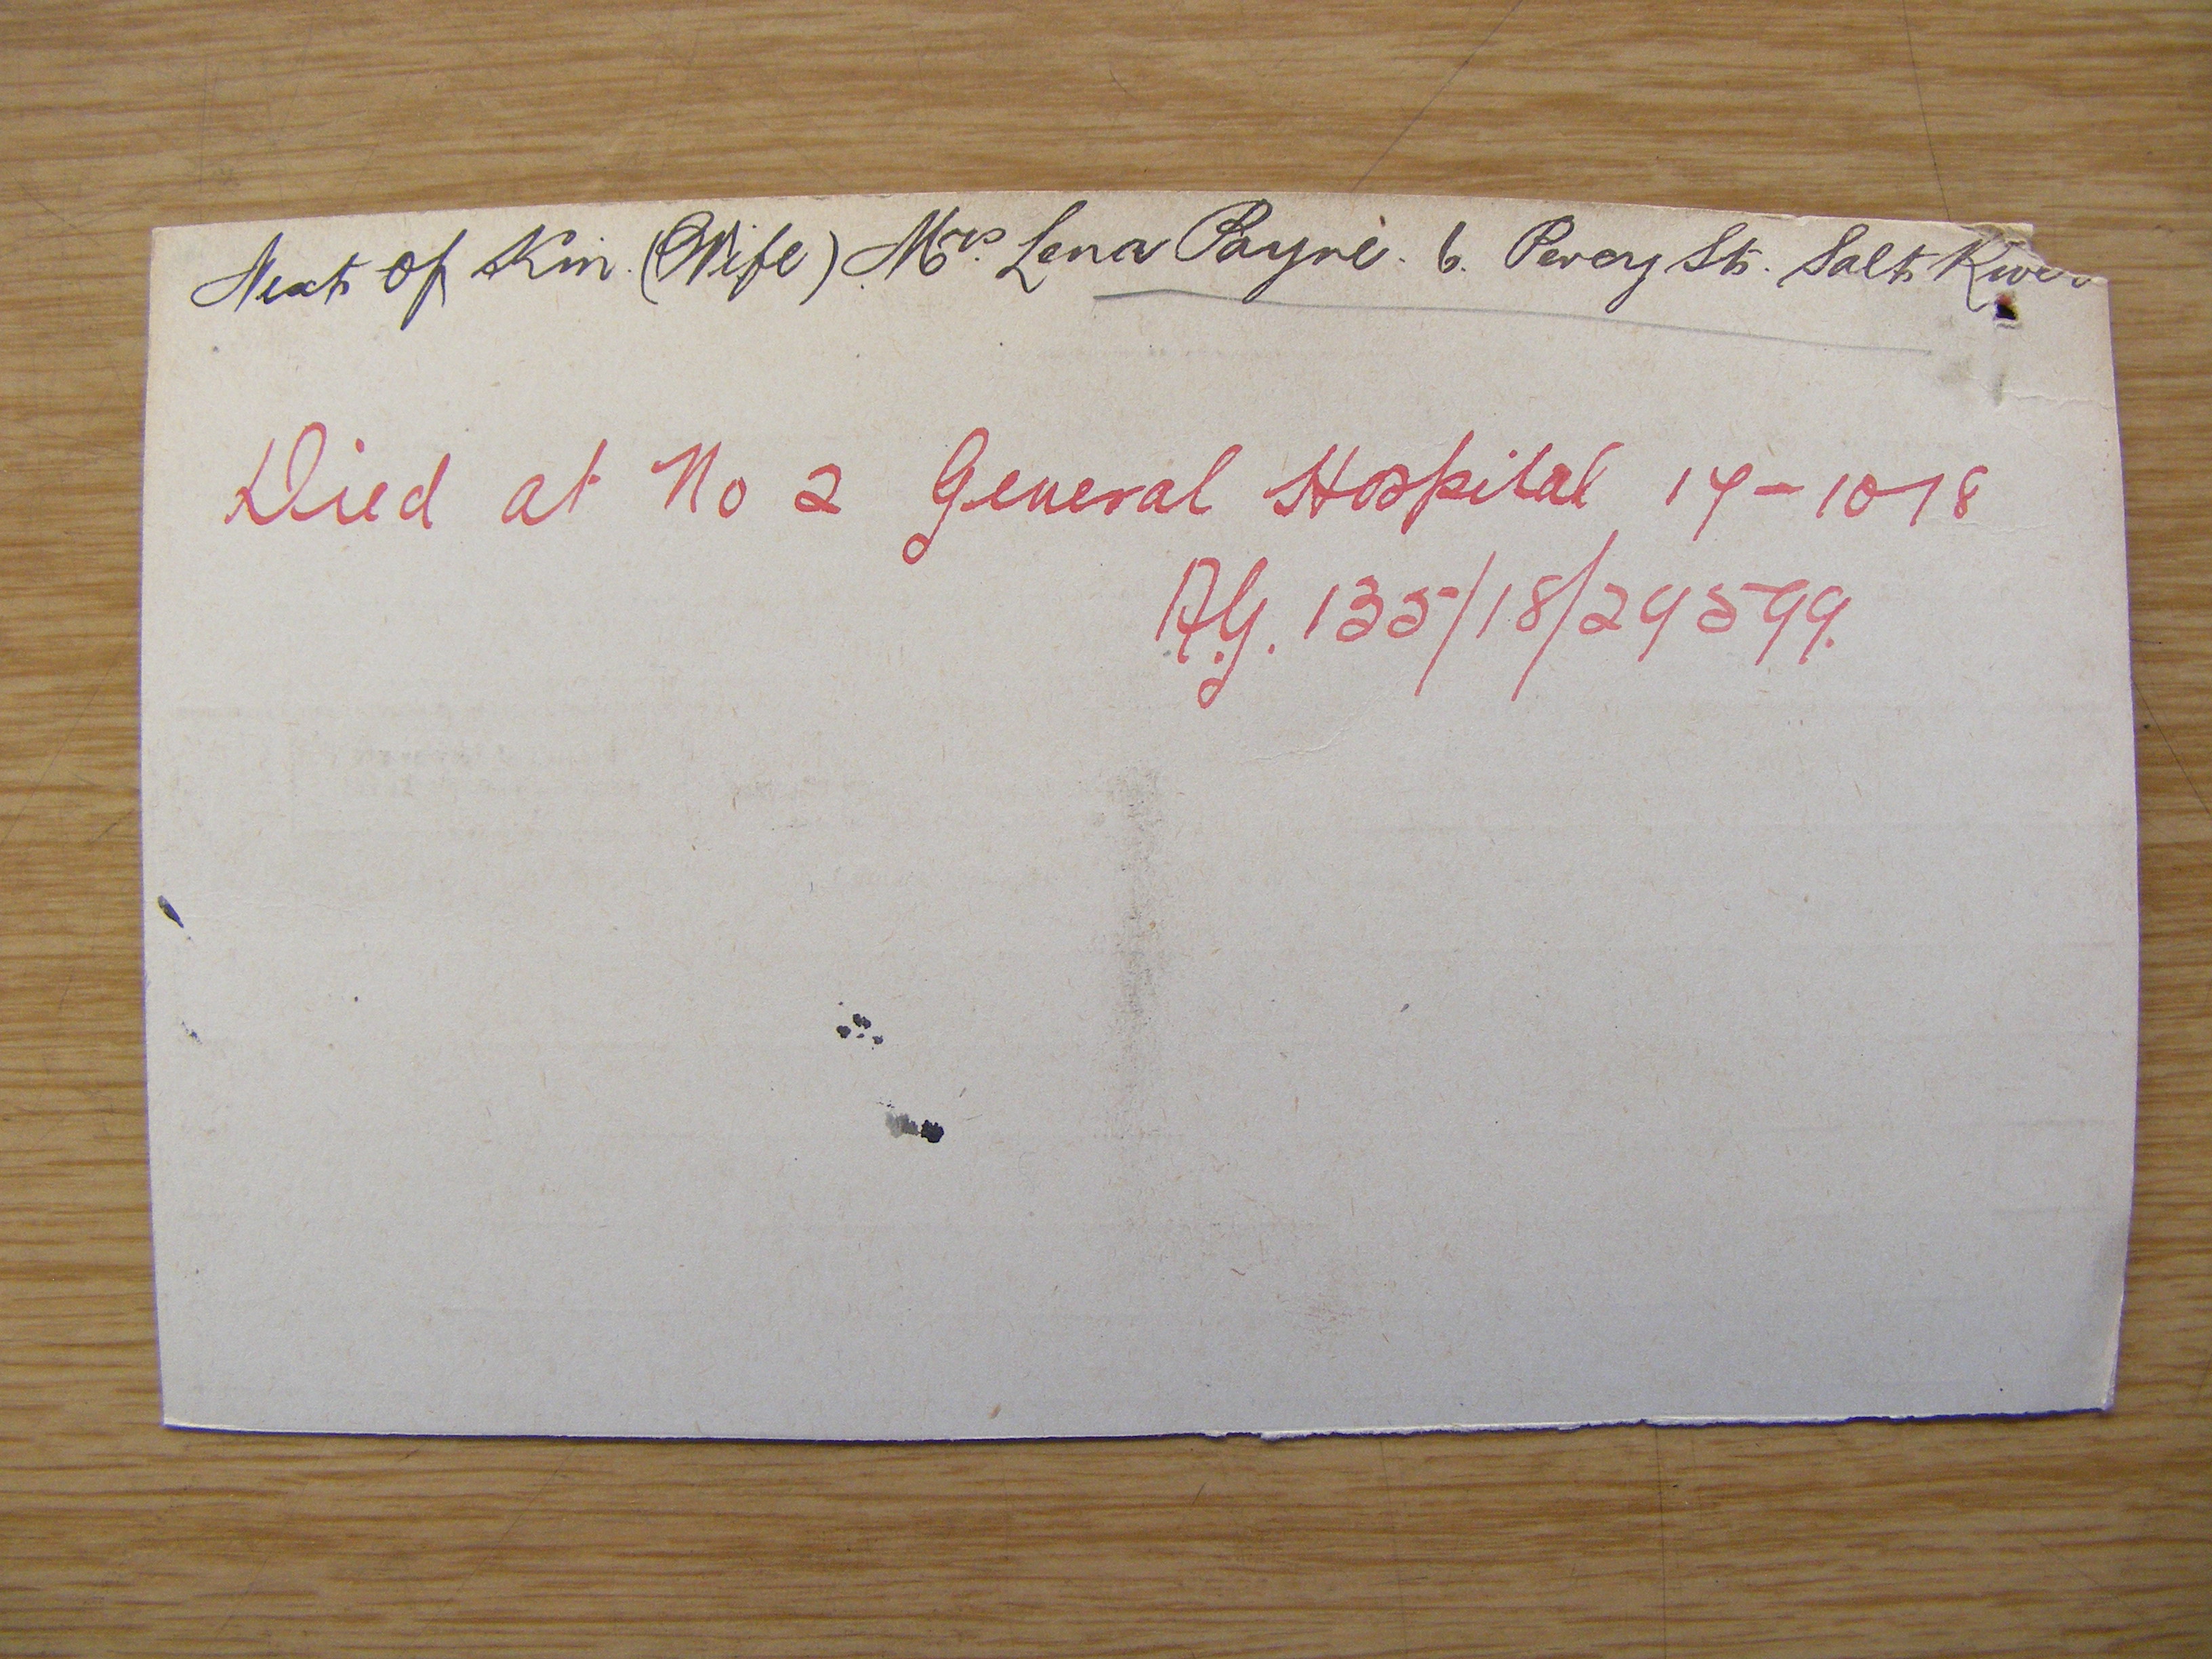 Next of Kin. (Wife) Mrs. Lena Payne. 6. Percy St. Salt River
Died at No 2 General Hospital 14-10-18
A.G. 135/18/29599.